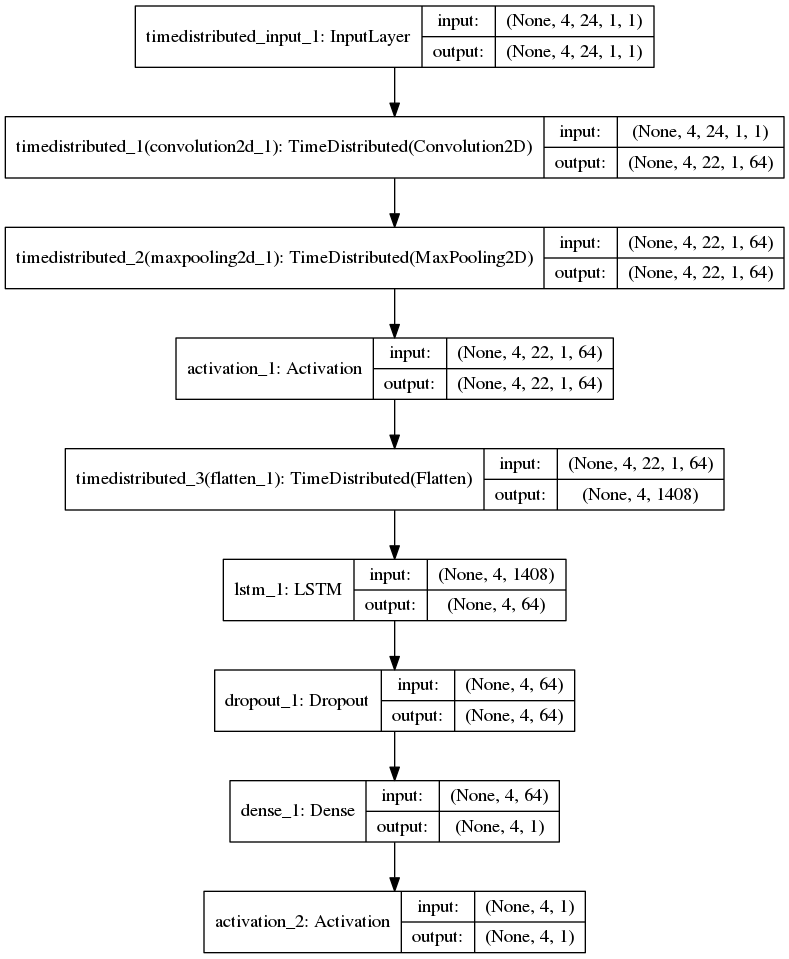 timedistributed_input_1: InputLayer
input: (None, 4, 24, 1, 1)
output: (None, 4, 24, 1, 1)
timedistributed_1(convolution2d_1): TimeDistributed(Convolution2D)
input: (None, 4, 24, 1, 1)
output: (None, 4, 22, 1, 64)
timedistributed_2(maxpooling2d_1): TimeDistributed(MaxPooling2D)
input: (None, 4, 22, 1, 64)
output: (None, 4, 22, 1, 64)
activation_1: Activation
input: (None, 4, 22, 1, 64)
output: (None, 4, 22, 1, 64)
timedistributed_3(flatten_1): TimeDistributed(Flatten)
input: (None, 4, 22, 1, 64)
output: (None, 4, 1408)
lstm_1: LSTM
input: (None, 4, 1408)
output: (None, 4, 64)
dropout_1: Dropout
input: (None, 4, 64)
output: (None, 4, 64)
dense_1: Dense
input: (None, 4, 64)
output: (None, 4, 1)
activation_2: Activation
input: (None, 4, 1)
output: (None, 4, 1)